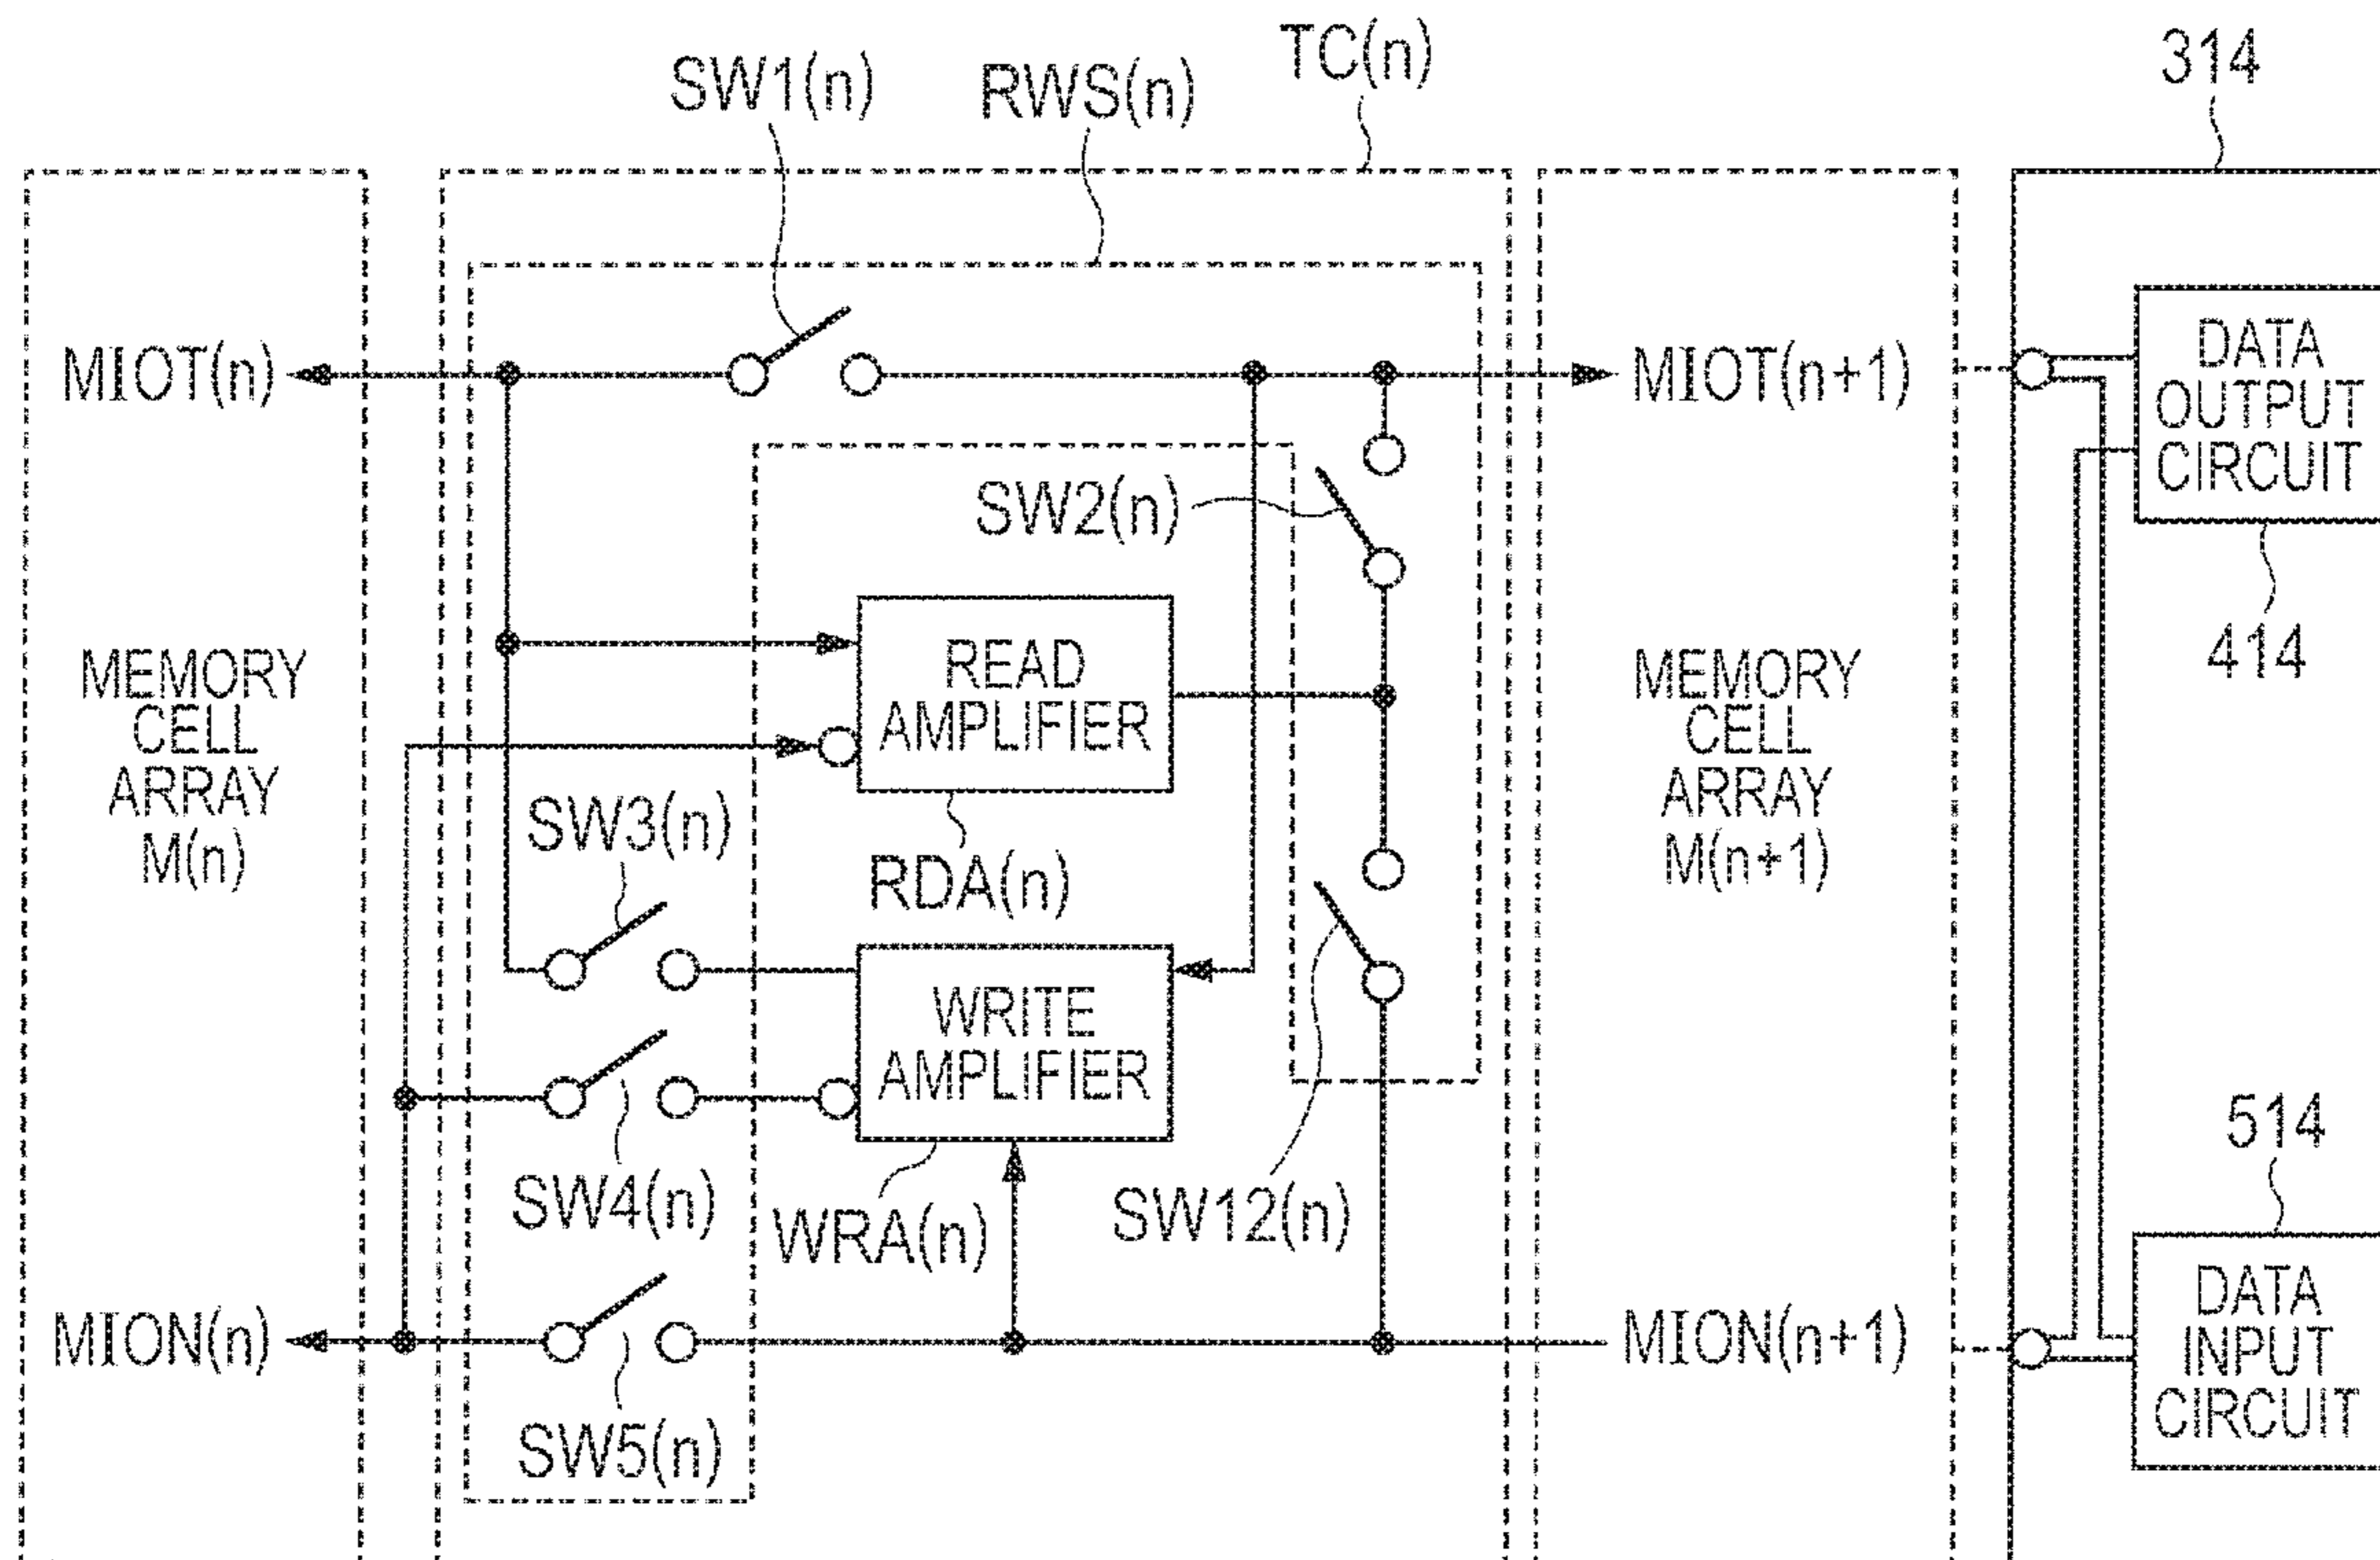 TC(n)
314
SW1(n)
RWS(n)
MIOT(n)
MIOT(n+1)
DATA
OUTPUT
CIRCUIT
SW2(n)
414
MEMORY
CELL
ARRAY
M(n)
READ
AMPLIFIER
MEMORY
CELL
ARRAY
M(n+1)
SW3(n)
RDA(n)
WRITE
AMPLIFIER
514
SW4(n)
WRA(n)
SW12(n)
MION(n)
MION(n+1)
DATA
INPUT
CIRCUIT
SW5(n)